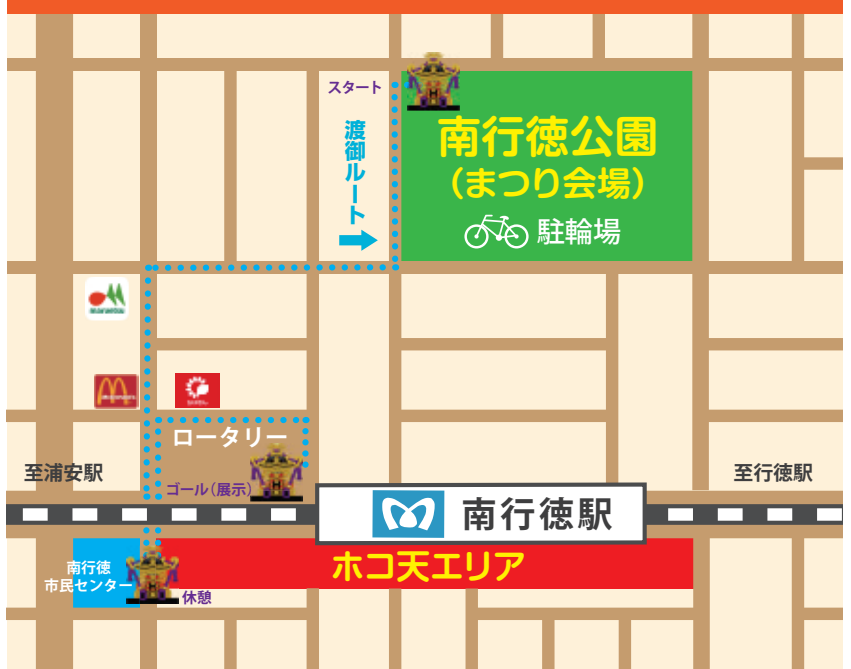 スタート
南行徳公園
(まつり会場)
駐輪場
渡御ルート
ロータリー
至浦安駅
至行徳駅
ゴール(展示)
南行徳駅
ホコ天エリア
南行徳
市民センター
休憩